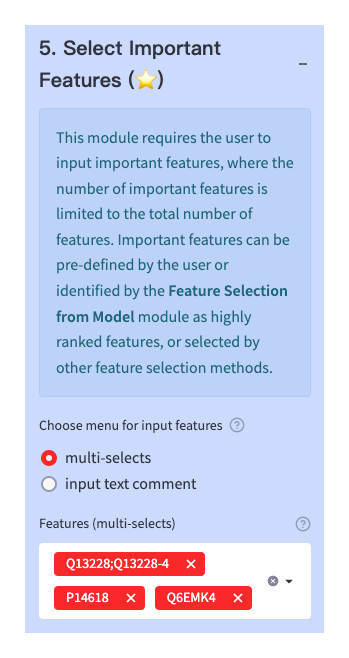 5. Select Important
Features (⭐)
This module requires the user to
input important features, where the
number of important features is
limited to the total number of
features. Important features can be
pre-defined by the user or
identified by the Feature Selection
from Model module as highly
ranked features, or selected by
other feature selection methods.
Choose menu for input features
multi-selects
input text comment
Features (multi-selects)
Q13228;Q13228-4
P14618 Q6EMK4